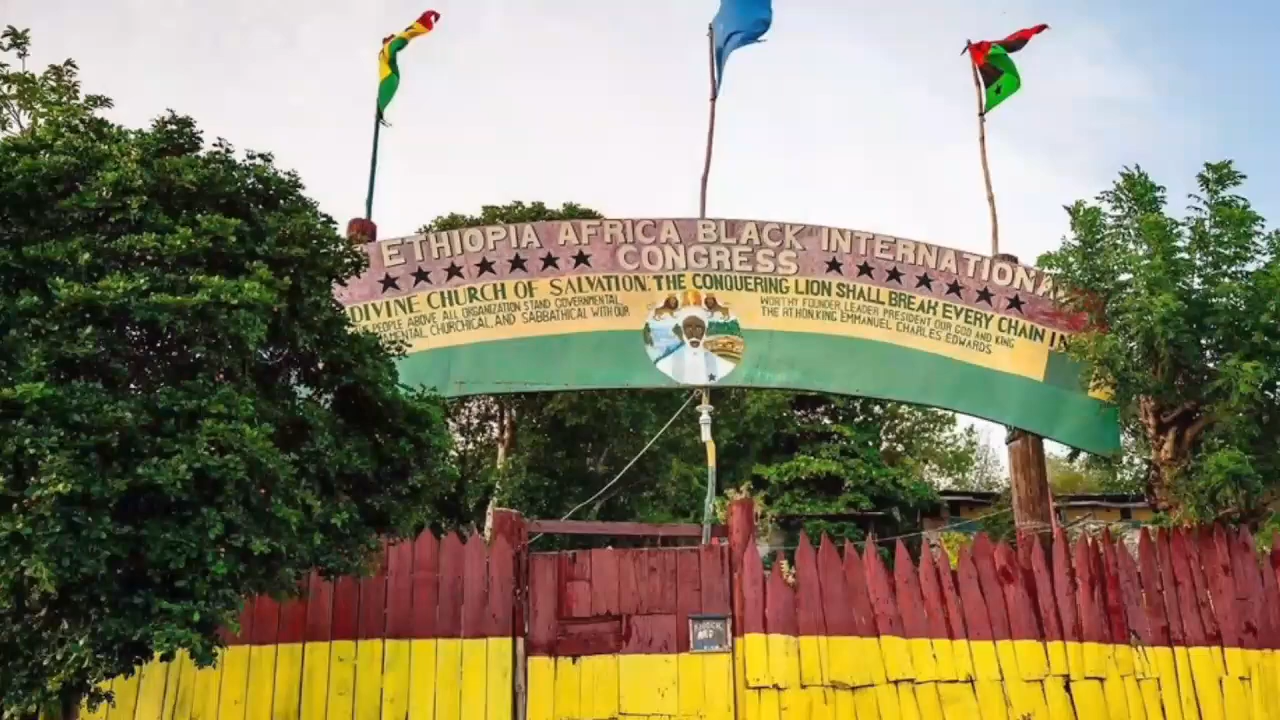 ETHIOPIA AFRICA BLACK INTERNATIONAL
CONGRESS
DIVINE CHURCH OF SALVATION: THE CONQUERING LION SHALL BREAK EVERY CHAIN IN
PEOPLE ABOVE ALL ORGANIZATION STAND GOVERNMENTAL,
CHURCHICAL, AND SABBATHICAL WITH OUR
WORTHY FOUNDER LEADER PRESIDENT OUR GOD AND KING
THE RT.HON.KING EMMANUEL CHARLES EDWARDS
KNOCK